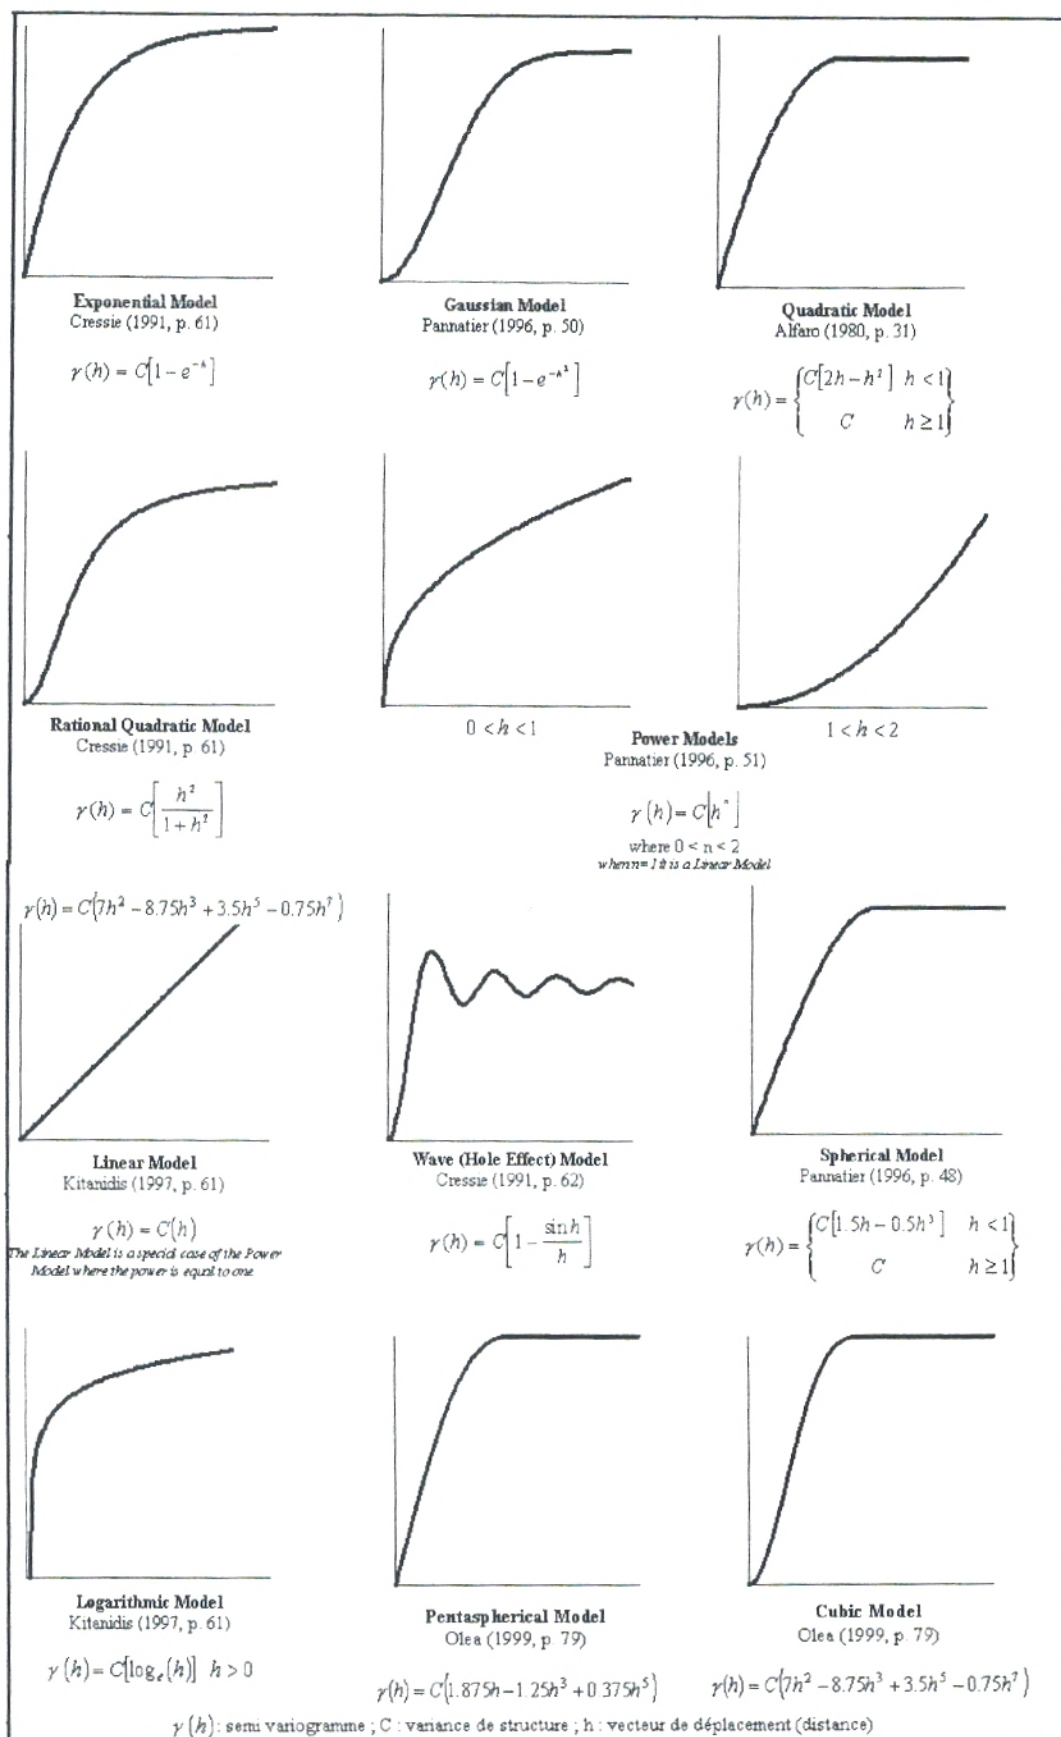 Exponential Model
Cressie (1991, p. 61)
γ(h) = C[1 − e^-h]
Gaussian Model
Pannatier (1996, p. 50)
γ(h) = C[1 − e^-h²]
Quadratic Model
Alfaro (1980, p. 31)
γ(h) = { C[2h − h²] h < 1
C h ≥ 1 }
Rational Quadratic Model
Cressie (1991, p. 61)
γ(h) = C[h² / (1 + h²)]
0 < h < 1
1 < h < 2
Power Models
Pannatier (1996, p. 51)
γ(h) = C[h^n]
where 0 < n < 2
when n = 1 it is a Linear Model
γ(h) = C(7h² − 8.75h³ + 3.5h⁵ − 0.75h⁷)
Linear Model
Kitanidis (1997, p. 61)
γ(h) = C(h)
The Linear Model is a special case of the Power
Model where the power is equal to one
Wave (Hole Effect) Model
Cressie (1991, p. 62)
γ(h) = C[1 − sin h / h]
Spherical Model
Pannatier (1996, p. 48)
γ(h) = { C[1.5h − 0.5h³] h < 1
C h ≥ 1 }
Logarithmic Model
Kitanidis (1997, p. 61)
γ(h) = C[log_e(h)] h > 0
Pentaspherical Model
Olea (1999, p. 79)
γ(h) = C(1.875h − 1.25h³ + 0.375h⁵)
Cubic Model
Olea (1999, p. 79)
γ(h) = C(7h² − 8.75h³ + 3.5h⁵ − 0.75h⁷)
γ(h): semi variogramme ; C : variance de structure ; h : vecteur de déplacement (distance)